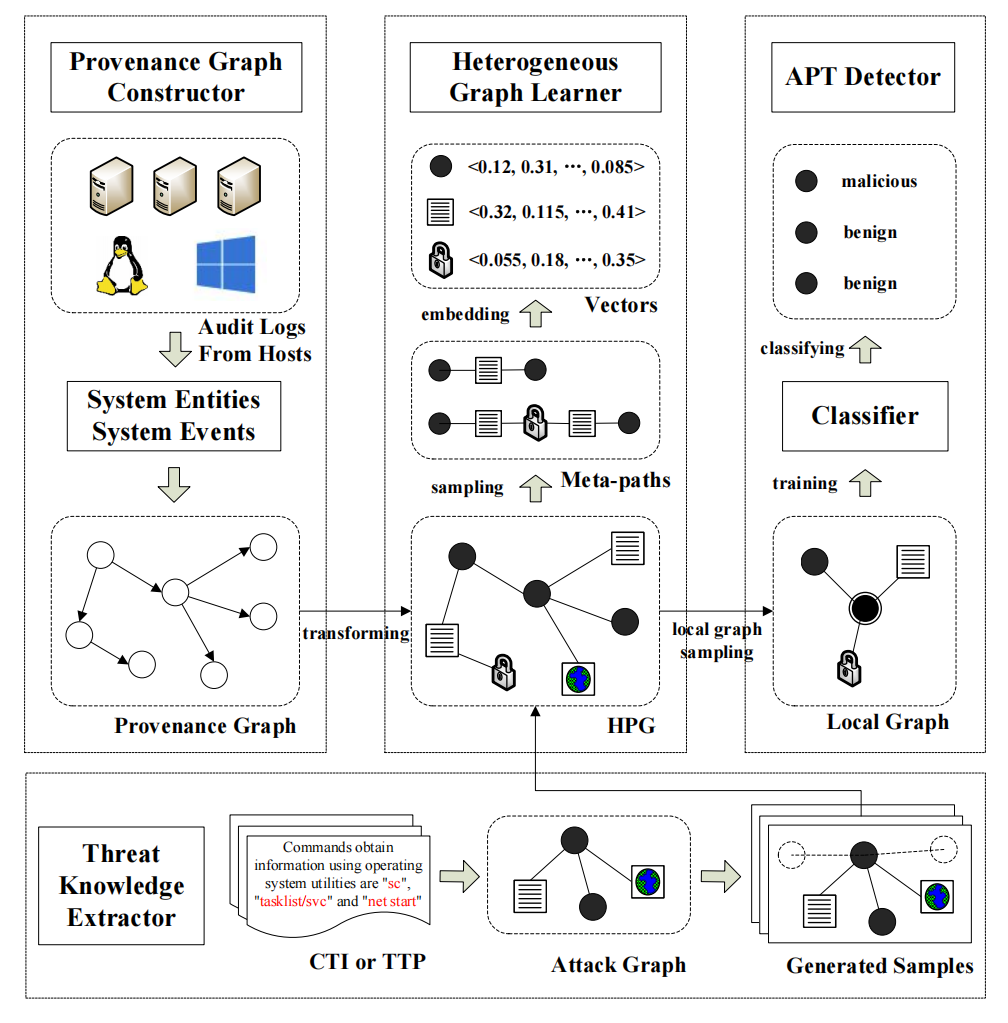 Provenance Graph
Constructor
Audit Logs
From Hosts
System Entities
System Events
Provenance Graph
transforming
Heterogeneous
Graph Learner
<0.12, 0.31, ···, 0.085>
<0.32, 0.115, ···, 0.41>
<0.055, 0.18, ···, 0.35>
embedding
Vectors
sampling
Meta-paths
HPG
local graph
sampling
APT Detector
malicious
benign
benign
classifying
Classifier
training
Local Graph
Threat
Knowledge
Extractor
Commands obtain
information using operating
system utilities are "sc",
"tasklist/svc" and "net start"
CTI or TTP
Attack Graph
Generated Samples